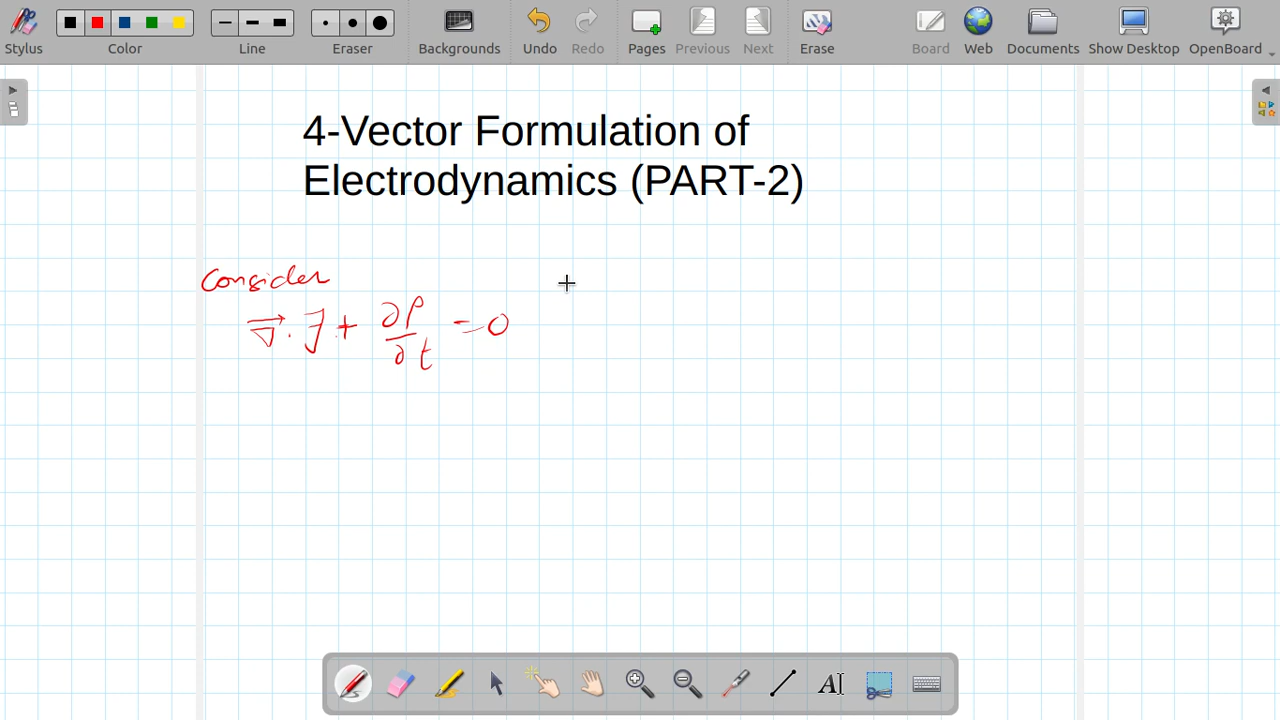 Stylus Color Line Eraser Backgrounds Undo Redo Pages Previous Next Erase Board Web Documents Show Desktop OpenBoard
4-Vector Formulation of
Electrodynamics (PART-2)
Consider
∇⃗. J + ∂ρ/∂t = 0